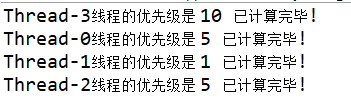 Thread-3线程的优先级是 10 已计算完毕!
Thread-0线程的优先级是 5 已计算完毕!
Thread-1线程的优先级是 1 已计算完毕!
Thread-2线程的优先级是 5 已计算完毕!